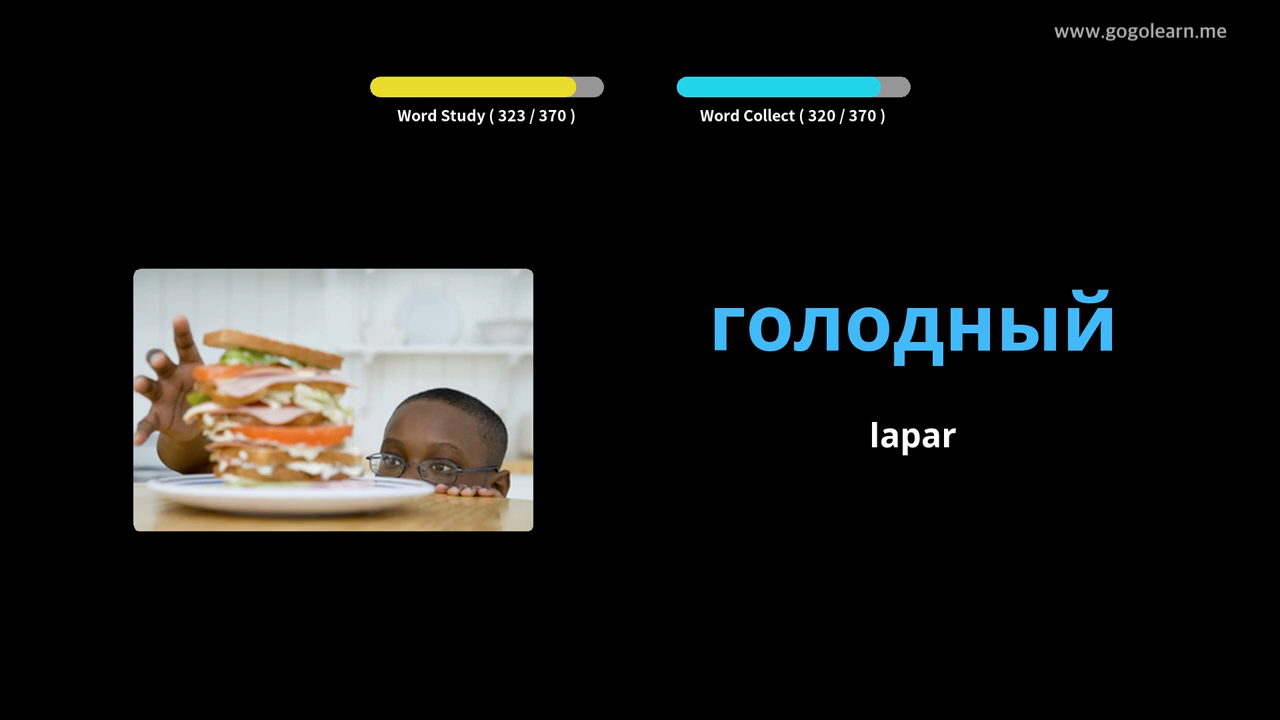 www.gogolearn.me
Word Study ( 323 / 370 )
Word Collect ( 320 / 370 )
голодный
lapar